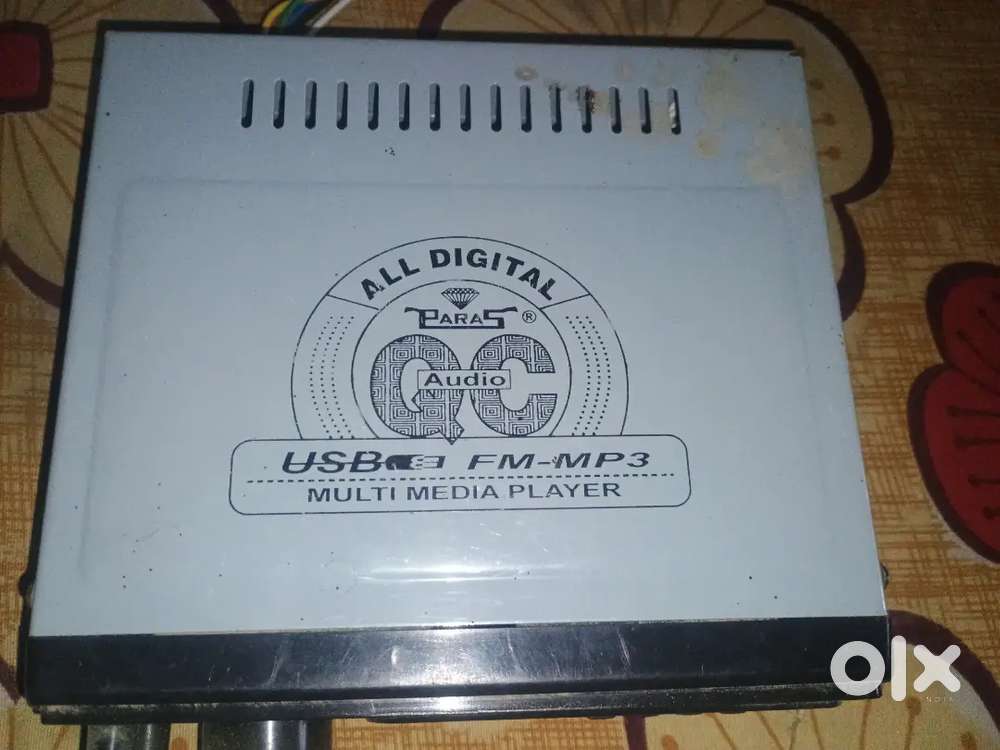 ALL DIGITAL
PARAS®
QC
Audio
USB FM-MP3
MULTI MEDIA PLAYER
olx